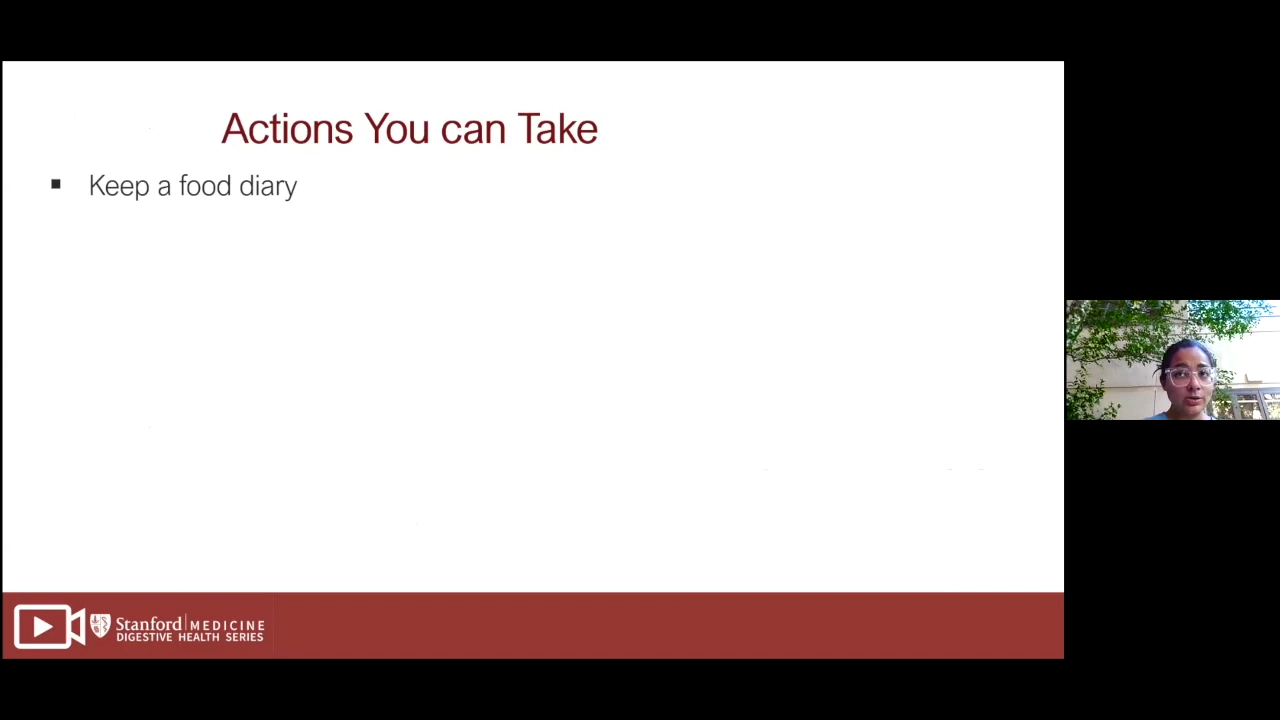 Actions You can Take
▪ Keep a food diary
Stanford MEDICINE
DIGESTIVE HEALTH SERIES